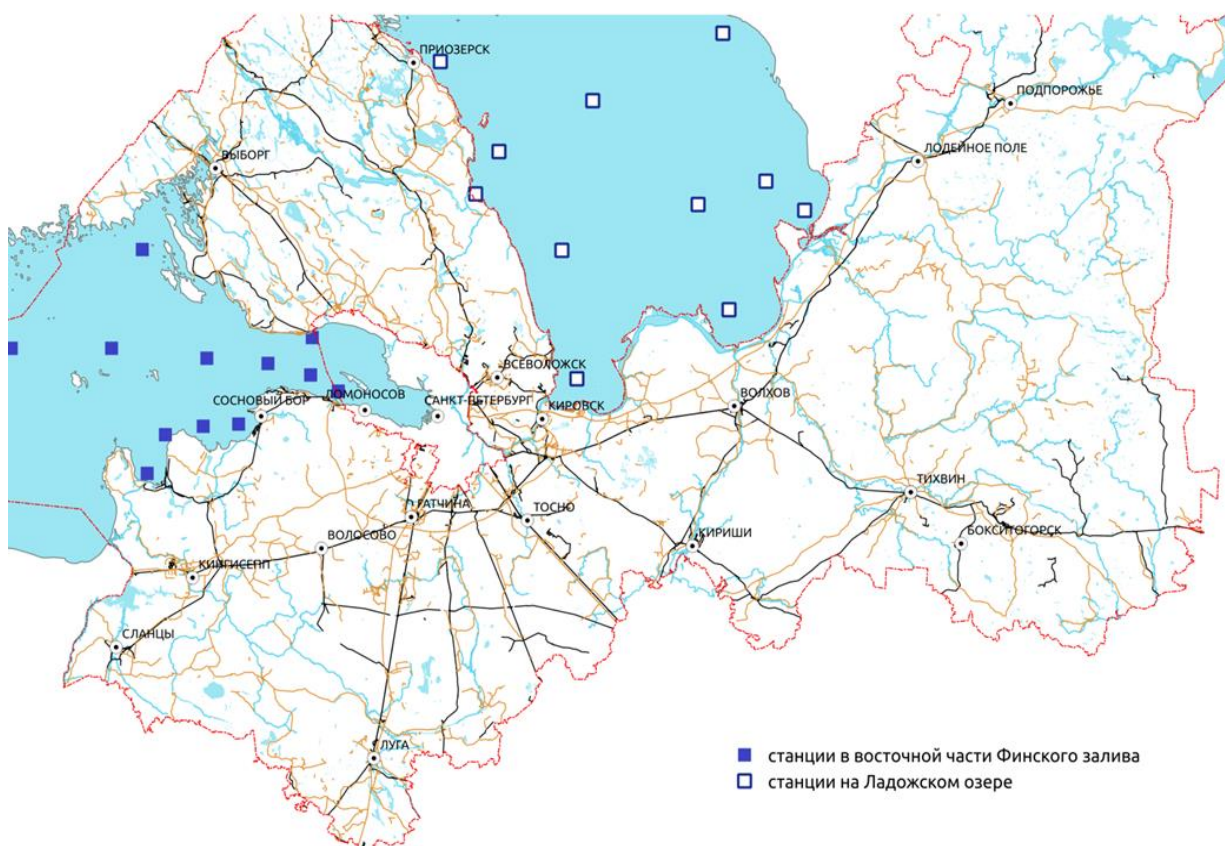 ПРИОЗЕРСК
ПОДПОРОЖЬЕ
ВЫБОРГ
ЛОДЕЙНОЕ ПОЛЕ
ВСЕВОЛОЖСК
СОСНОВЫЙ БОР
ЛОМОНОСОВ
САНКТ-ПЕТЕРБУРГ
КИРОВСК
ВОЛХОВ
ТИХВИН
ГАТЧИНА
ТОСНО
ВОЛОСОВО
КИРИШИ
БОКСИТОГОРСК
КИНГИСЕПП
СЛАНЦЫ
ЛУГА
станции в восточной части Финского залива
станции на Ладожском озере